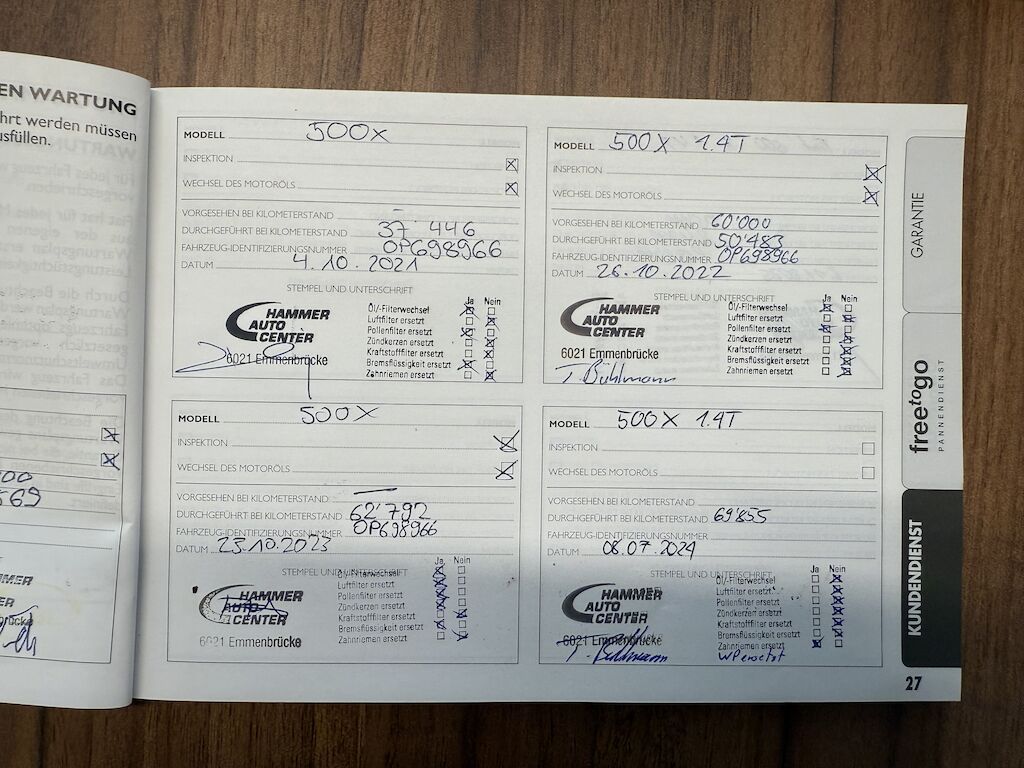 EN WARTUNG
hrt werden müssen
usfüllen.
MODELL 500X
INSPEKTION
WECHSEL DES MOTORÖLS
VORGESEHEN BEI KILOMETERSTAND –
DURCHGEFÜHRT BEI KILOMETERSTAND 37 446
FAHRZEUG-IDENTIFIZIERUNGSNUMMER OP698966
DATUM 4.10.2021
STEMPEL UND UNTERSCHRIFT
HAMMER
AUTO
CENTER
6021 Emmenbrücke
Ja Nein
Öl/-Filterwechsel
Luftfilter ersetzt
Pollenfilter ersetzt
Zündkerzen ersetzt
Kraftstofffilter ersetzt
Bremsflüssigkeit ersetzt
Zahnriemen ersetzt
MODELL 500X 1.4T
INSPEKTION
WECHSEL DES MOTORÖLS
VORGESEHEN BEI KILOMETERSTAND 60'000
DURCHGEFÜHRT BEI KILOMETERSTAND 50'483
FAHRZEUG-IDENTIFIZIERUNGSNUMMER OP698966
DATUM 26.10.2022
STEMPEL UND UNTERSCHRIFT
HAMMER
AUTO
CENTER
6021 Emmenbrücke
T. Bühlmann
Ja Nein
Öl/-Filterwechsel
Luftfilter ersetzt
Pollenfilter ersetzt
Zündkerzen ersetzt
Kraftstofffilter ersetzt
Bremsflüssigkeit ersetzt
Zahnriemen ersetzt
MODELL 500X
INSPEKTION
WECHSEL DES MOTORÖLS
VORGESEHEN BEI KILOMETERSTAND –
DURCHGEFÜHRT BEI KILOMETERSTAND 62'792
FAHRZEUG-IDENTIFIZIERUNGSNUMMER OP698966
DATUM 25.10.2023
STEMPEL UND UNTERSCHRIFT
HAMMER
AUTO
CENTER
6021 Emmenbrücke
Ja Nein
Öl/-Filterwechsel
Luftfilter ersetzt
Pollenfilter ersetzt
Zündkerzen ersetzt
Kraftstofffilter ersetzt
Bremsflüssigkeit ersetzt
Zahnriemen ersetzt
MODELL 500X 1.4T
INSPEKTION
WECHSEL DES MOTORÖLS
VORGESEHEN BEI KILOMETERSTAND
DURCHGEFÜHRT BEI KILOMETERSTAND 69'855
FAHRZEUG-IDENTIFIZIERUNGSNUMMER
DATUM 08.07.2024
STEMPEL UND UNTERSCHRIFT
HAMMER
AUTO
CENTER
6021 Emmenbrücke
T. Bühlmann
Ja Nein
Öl/-Filterwechsel
Luftfilter ersetzt
Pollenfilter ersetzt
Zündkerzen ersetzt
Kraftstofffilter ersetzt
Bremsflüssigkeit ersetzt
Zahnriemen ersetzt
WP ersetzt
GARANTIE
freetogo
PANNENDIENST
KUNDENDIENST
27